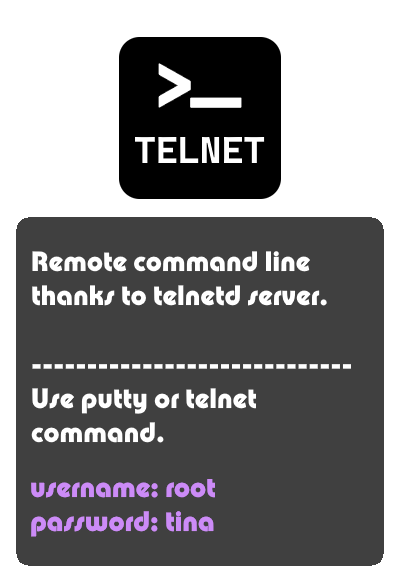 >_
TELNET
Remote command line
thanks to telnetd server.
-----------------------------
Use putty or telnet
command.
username: root
password: tina